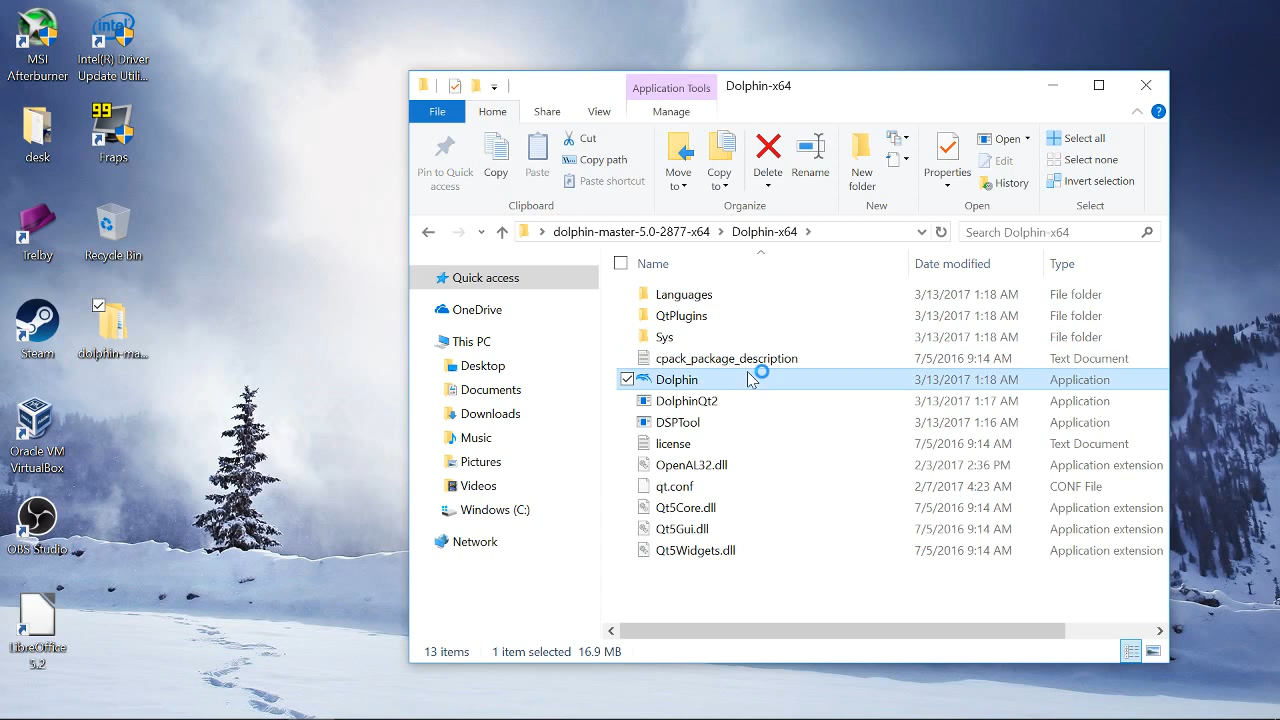 MSI
Afterburner
intel
Intel(R) Driver
Update Utili...
desk
99
Fraps
Trelby
Recycle Bin
Steam
dolphin-ma...
Oracle VM
VirtualBox
OBS Studio
LibreOffice
5.2
Application Tools
Dolphin-x64
File
Home
Share
View
Manage
?
Pin to Quick
access
Copy
Paste
Cut
Copy path
Paste shortcut
Clipboard
Move
to
Copy
to
Delete
Rename
Organize
New
folder
New
Properties
Open
Edit
History
Open
Select all
Select none
Invert selection
Select
dolphin-master-5.0-2877-x64
Dolphin-x64
Search Dolphin-x64
Quick access
OneDrive
This PC
Desktop
Documents
Downloads
Music
Pictures
Videos
Windows (C:)
Network
Name Date modified Type
Languages 3/13/2017 1:18 AM File folder
QtPlugins 3/13/2017 1:18 AM File folder
Sys 3/13/2017 1:18 AM File folder
cpack_package_description 7/5/2016 9:14 AM Text Document
Dolphin 3/13/2017 1:18 AM Application
DolphinQt2 3/13/2017 1:17 AM Application
DSPTool 3/13/2017 1:16 AM Application
license 7/5/2016 9:14 AM Text Document
OpenAL32.dll 2/3/2017 2:36 PM Application extension
qt.conf 2/7/2017 4:23 AM CONF File
Qt5Core.dll 7/5/2016 9:14 AM Application extension
Qt5Gui.dll 7/5/2016 9:14 AM Application extension
Qt5Widgets.dll 7/5/2016 9:14 AM Application extension
13 items 1 item selected 16.9 MB